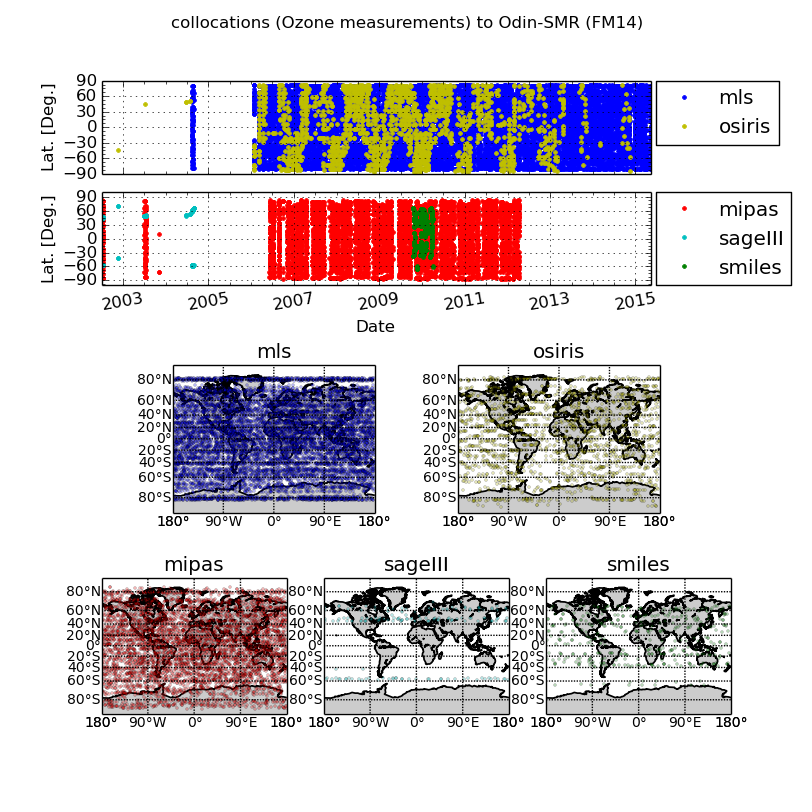 collocations (Ozone measurements) to Odin-SMR (FM14)
Lat. [Deg.]
90
60
30
0
−30
−60
−90
mls
osiris
Lat. [Deg.]
90
60
30
0
−30
−60
−90
mipas
sageIII
smiles
2003 2005 2007 2009 2011 2013 2015
Date
mls
80°N
60°N
40°N
20°N
0°
20°S
40°S
60°S
80°S
180° 90°W 0° 90°E 180°
osiris
80°N
60°N
40°N
20°N
0°
20°S
40°S
60°S
80°S
180° 90°W 0° 90°E 180°
mipas
80°N
60°N
40°N
20°N
0°
20°S
40°S
60°S
80°S
180° 90°W 0° 90°E 180°
sageIII
80°N
60°N
40°N
20°N
0°
20°S
40°S
60°S
80°S
180° 90°W 0° 90°E 180°
smiles
80°N
60°N
40°N
20°N
0°
20°S
40°S
60°S
80°S
180° 90°W 0° 90°E 180°